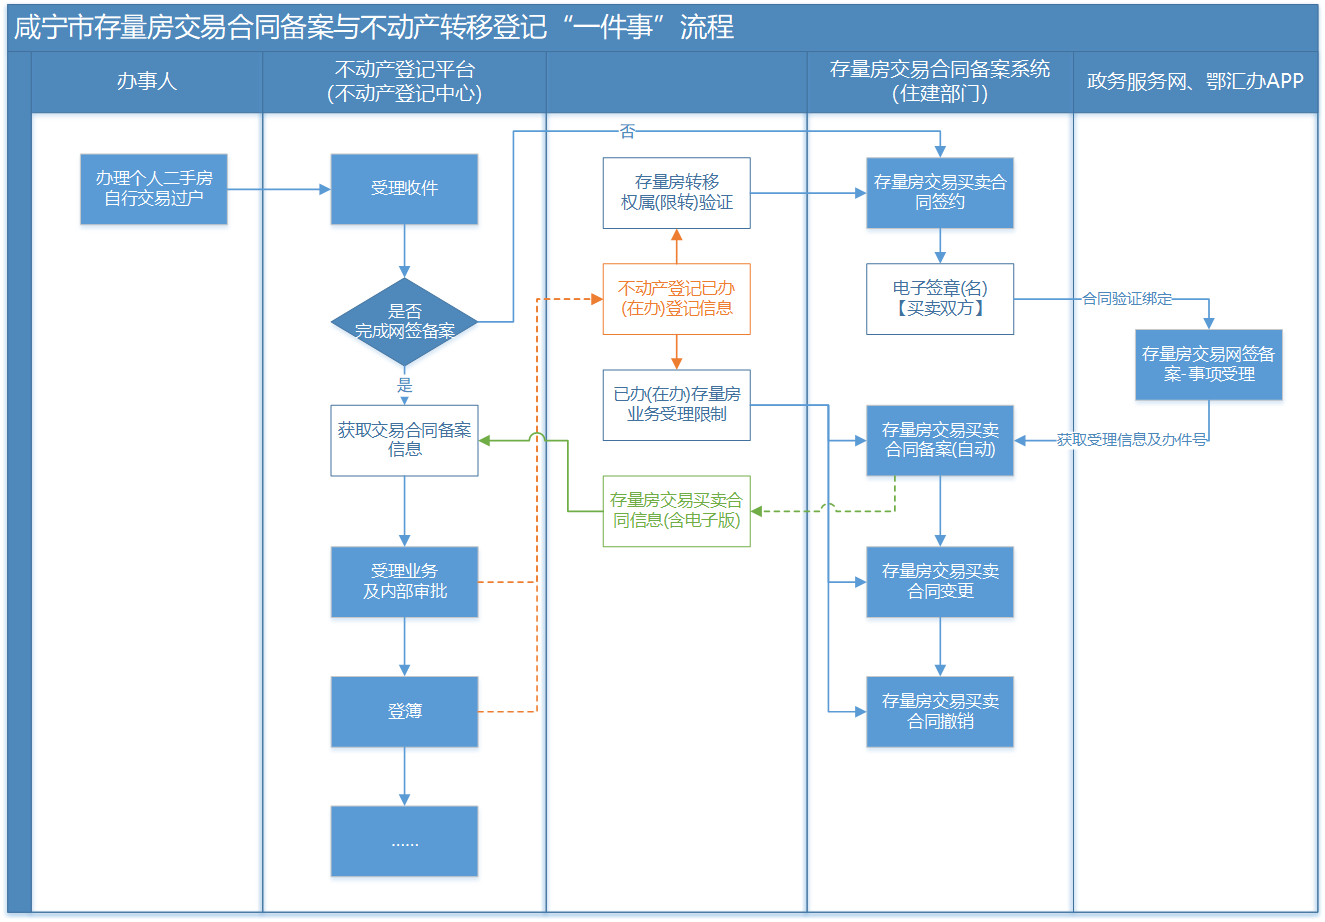 咸宁市存量房交易合同备案与不动产转移登记“一件事”流程
办事人
不动产登记平台
(不动产登记中心)
存量房交易合同备案系统
(住建部门)
政务服务网、鄂汇办APP
否
办理个人二手房
自行交易过户
受理收件
存量房转移
权属(限转)验证
存量房交易买卖合
同签约
不动产登记已办
(在办)登记信息
电子签章(名)
【买卖双方】
合同验证绑定
是否
完成网签备案
存量房交易网签备
案-事项受理
是
已办(在办)存量房
业务受理限制
获取交易合同备案
信息
存量房交易买卖
合同备案(自动)
获取受理信息及办件号
存量房交易买卖合
同信息(含电子版)
受理业务
及内部审批
存量房交易买卖
合同变更
登簿
存量房交易买卖
合同撤销
......